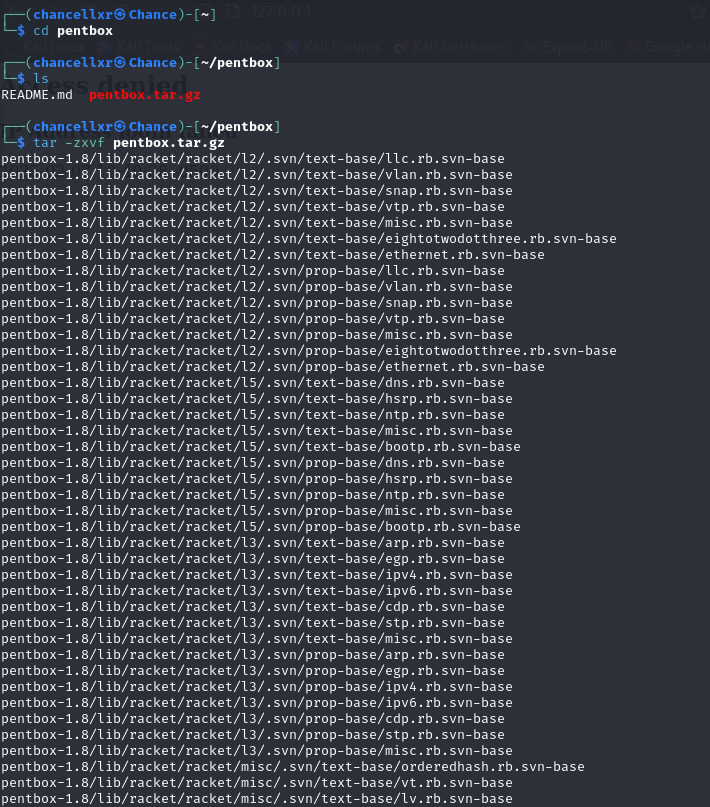 127.0.0.1
┌──(chancellxr㉿Chance)-[~]
└─$ cd pentbox
Kali Linux Kali Tools Kali Docs Kali Forums Kali NetHunter Exploit-DB Google Ha
┌──(chancellxr㉿Chance)-[~/pentbox]
└─$ ls
denied
README.md  pentbox.tar.gz
┌──(chancellxr㉿Chance)-[~/pentbox]
└─$ tar -zxvf pentbox.tar.gz
pentbox-1.8/lib/racket/racket/l2/.svn/text-base/llc.rb.svn-base
pentbox-1.8/lib/racket/racket/l2/.svn/text-base/vlan.rb.svn-base
pentbox-1.8/lib/racket/racket/l2/.svn/text-base/snap.rb.svn-base
pentbox-1.8/lib/racket/racket/l2/.svn/text-base/vtp.rb.svn-base
pentbox-1.8/lib/racket/racket/l2/.svn/text-base/misc.rb.svn-base
pentbox-1.8/lib/racket/racket/l2/.svn/text-base/eightotwodotthree.rb.svn-base
pentbox-1.8/lib/racket/racket/l2/.svn/text-base/ethernet.rb.svn-base
pentbox-1.8/lib/racket/racket/l2/.svn/prop-base/llc.rb.svn-base
pentbox-1.8/lib/racket/racket/l2/.svn/prop-base/vlan.rb.svn-base
pentbox-1.8/lib/racket/racket/l2/.svn/prop-base/snap.rb.svn-base
pentbox-1.8/lib/racket/racket/l2/.svn/prop-base/vtp.rb.svn-base
pentbox-1.8/lib/racket/racket/l2/.svn/prop-base/misc.rb.svn-base
pentbox-1.8/lib/racket/racket/l2/.svn/prop-base/eightotwodotthree.rb.svn-base
pentbox-1.8/lib/racket/racket/l2/.svn/prop-base/ethernet.rb.svn-base
pentbox-1.8/lib/racket/racket/l5/.svn/text-base/dns.rb.svn-base
pentbox-1.8/lib/racket/racket/l5/.svn/text-base/hsrp.rb.svn-base
pentbox-1.8/lib/racket/racket/l5/.svn/text-base/ntp.rb.svn-base
pentbox-1.8/lib/racket/racket/l5/.svn/text-base/misc.rb.svn-base
pentbox-1.8/lib/racket/racket/l5/.svn/text-base/bootp.rb.svn-base
pentbox-1.8/lib/racket/racket/l5/.svn/prop-base/dns.rb.svn-base
pentbox-1.8/lib/racket/racket/l5/.svn/prop-base/hsrp.rb.svn-base
pentbox-1.8/lib/racket/racket/l5/.svn/prop-base/ntp.rb.svn-base
pentbox-1.8/lib/racket/racket/l5/.svn/prop-base/misc.rb.svn-base
pentbox-1.8/lib/racket/racket/l5/.svn/prop-base/bootp.rb.svn-base
pentbox-1.8/lib/racket/racket/l3/.svn/text-base/arp.rb.svn-base
pentbox-1.8/lib/racket/racket/l3/.svn/text-base/egp.rb.svn-base
pentbox-1.8/lib/racket/racket/l3/.svn/text-base/ipv4.rb.svn-base
pentbox-1.8/lib/racket/racket/l3/.svn/text-base/ipv6.rb.svn-base
pentbox-1.8/lib/racket/racket/l3/.svn/text-base/cdp.rb.svn-base
pentbox-1.8/lib/racket/racket/l3/.svn/text-base/stp.rb.svn-base
pentbox-1.8/lib/racket/racket/l3/.svn/text-base/misc.rb.svn-base
pentbox-1.8/lib/racket/racket/l3/.svn/prop-base/arp.rb.svn-base
pentbox-1.8/lib/racket/racket/l3/.svn/prop-base/egp.rb.svn-base
pentbox-1.8/lib/racket/racket/l3/.svn/prop-base/ipv4.rb.svn-base
pentbox-1.8/lib/racket/racket/l3/.svn/prop-base/ipv6.rb.svn-base
pentbox-1.8/lib/racket/racket/l3/.svn/prop-base/cdp.rb.svn-base
pentbox-1.8/lib/racket/racket/l3/.svn/prop-base/stp.rb.svn-base
pentbox-1.8/lib/racket/racket/l3/.svn/prop-base/misc.rb.svn-base
pentbox-1.8/lib/racket/racket/misc/.svn/text-base/orderedhash.rb.svn-base
pentbox-1.8/lib/racket/racket/misc/.svn/text-base/vt.rb.svn-base
pentbox-1.8/lib/racket/racket/misc/.svn/text-base/lv.rb.svn-base